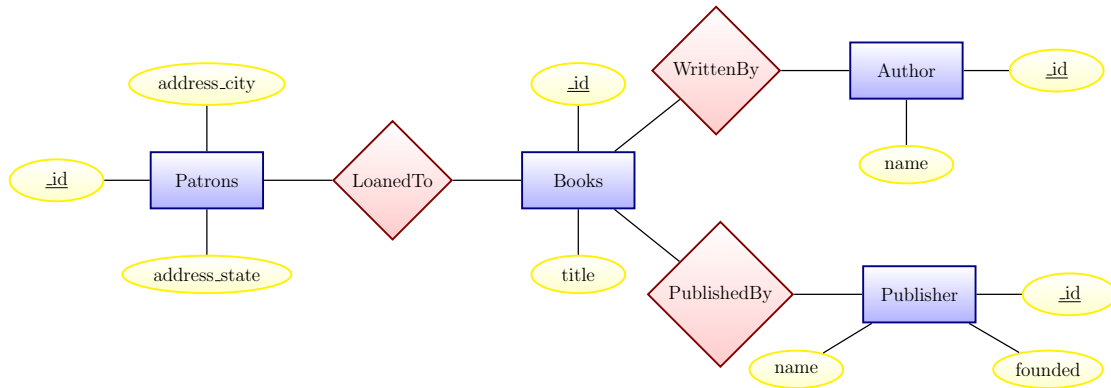 _id
WrittenBy
Author
_id
address_city
name
_id
Patrons
LoanedTo
Books
address_state
title
PublishedBy
Publisher
_id
name
founded